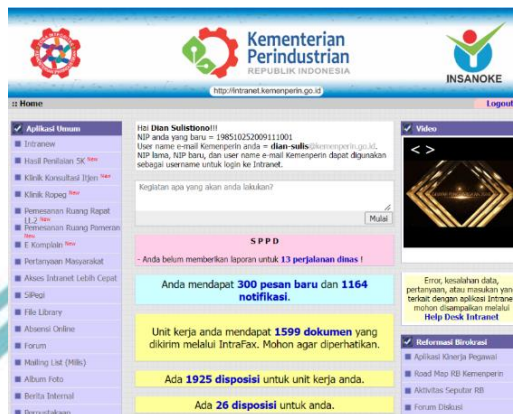 Kementerian
Perindustrian
REPUBLIK INDONESIA
INSANOKE
http://intranet.kemenperin.go.id
:: Home
Logout
Aplikasi Umum
Intranew
Hasil Penilaian 5K New
Klinik Konsultasi Itjen New
Klinik Ropeg New
Pemesanan Ruang Rapat
Lt.2 New
Pemesanan Ruang Pameran
New
E Komplain New
Pertanyaan Masyarakat
Akses Intranet Lebih Cepat
SiPegi
File Library
Absensi Online
Forum
Mailing List (Milis)
Album Foto
Berita Internal
Perpustakaan
Hai Dian Sulistiono!!!
NIP anda yang baru = 198510252009111001
User name e-mail Kemenperin anda = dian-sulis@kemenperin.go.id.
NIP lama, NIP baru, dan user name e-mail Kemenperin dapat digunakan
sebagai username untuk login ke Intranet.
Kegiatan apa yang akan anda lakukan?
Mulai
S P P D
- Anda belum memberikan laporan untuk 13 perjalanan dinas !
Anda mendapat 300 pesan baru dan 1164
notifikasi.
Unit kerja anda mendapat 1599 dokumen yang
dikirim melalui IntraFax. Mohon agar diperhatikan.
Ada 1925 disposisi untuk unit kerja anda.
Ada 26 disposisi untuk anda.
Video
< >
Error, kesalahan data,
pertanyaan, atau masukan yang
terkait dengan aplikasi Intranet
mohon disampaikan melalui
Help Desk Intranet
Reformasi Birokrasi
Aplikasi Kinerja Pegawai
Road Map RB Kemenperin
Aktivitas Seputar RB
Forum Diskusi